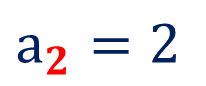 a₂ = 2